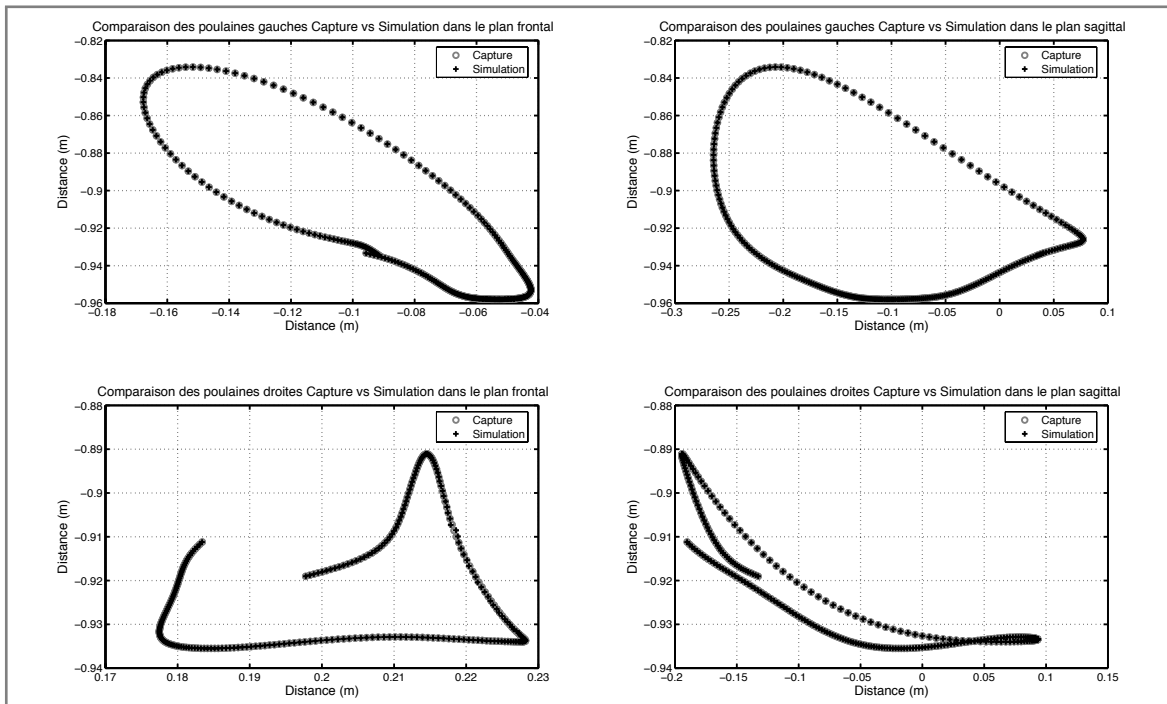 Comparaison des poulaines gauches Capture vs Simulation dans le plan frontal
−0.82
−0.84
−0.86
−0.88
−0.9
−0.92
−0.94
−0.96
Distance (m)
Capture
Simulation
−0.18 −0.16 −0.14 −0.12 −0.1 −0.08 −0.06 −0.04
Distance (m)
Comparaison des poulaines gauches Capture vs Simulation dans le plan sagittal
−0.82
−0.84
−0.86
−0.88
−0.9
−0.92
−0.94
−0.96
Distance (m)
Capture
Simulation
−0.3 −0.25 −0.2 −0.15 −0.1 −0.05 0 0.05 0.1
Distance (m)
Comparaison des poulaines droites Capture vs Simulation dans le plan frontal
−0.88
−0.89
−0.9
−0.91
−0.92
−0.93
−0.94
Distance (m)
Capture
Simulation
0.17 0.18 0.19 0.2 0.21 0.22 0.23
Distance (m)
Comparaison des poulaines droites Capture vs Simulation dans le plan sagittal
−0.88
−0.89
−0.9
−0.91
−0.92
−0.93
−0.94
Distance (m)
Capture
Simulation
−0.2 −0.15 −0.1 −0.05 0 0.05 0.1 0.15
Distance (m)